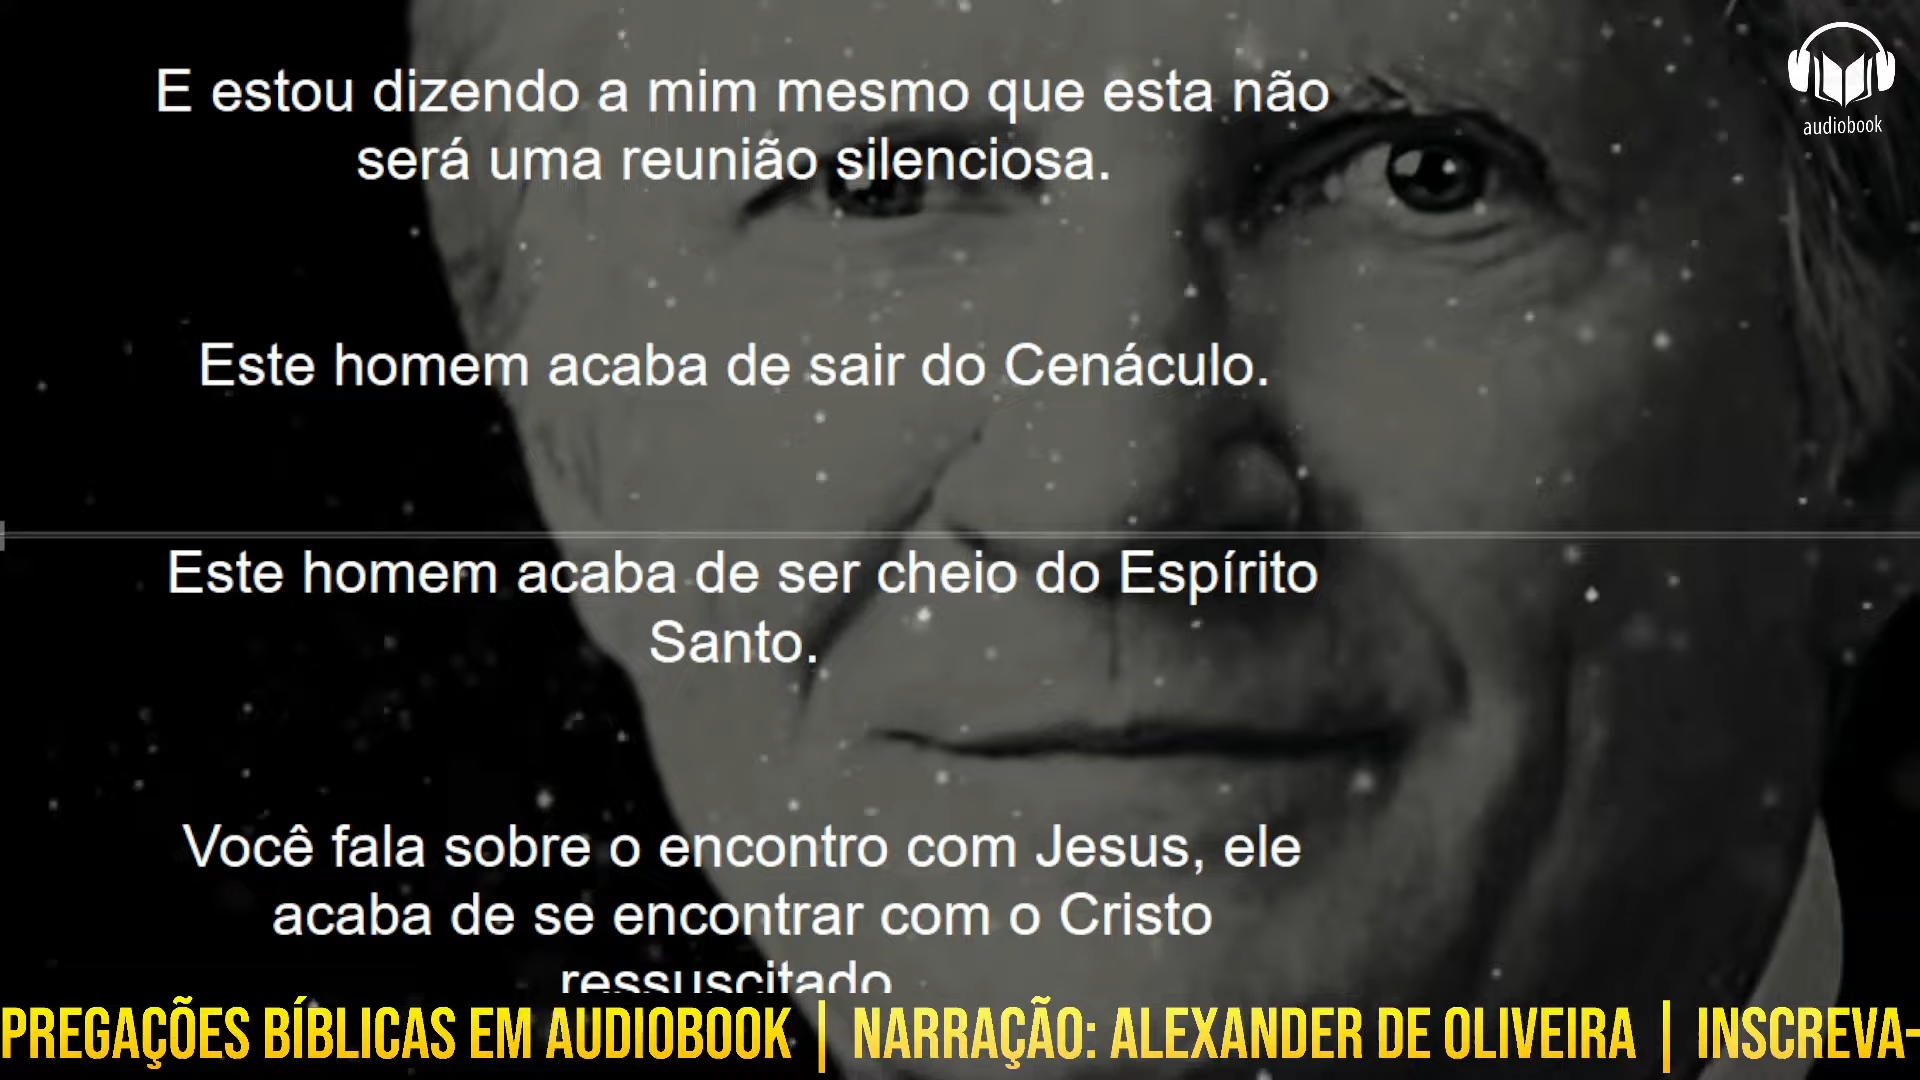 E estou dizendo a mim mesmo que esta não
será uma reunião silenciosa.
audiobook
Este homem acaba de sair do Cenáculo.
Este homem acaba de ser cheio do Espírito
Santo.
Você fala sobre o encontro com Jesus, ele
acaba de se encontrar com o Cristo
ressuscitado
PREGAÇÕES BÍBLICAS EM AUDIOBOOK | NARRAÇÃO: ALEXANDER DE OLIVEIRA | INSCREVA-